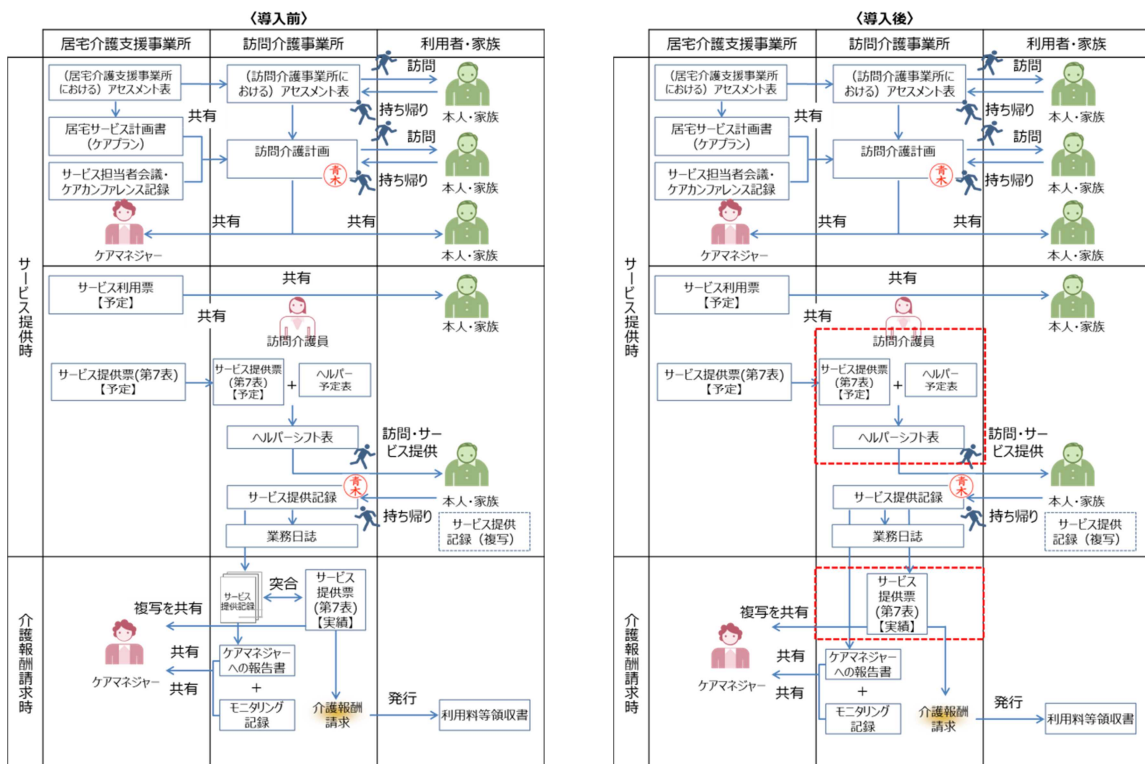 〈導入前〉
居宅介護支援事業所
訪問介護事業所
利用者・家族
サービス提供時
(居宅介護支援事業所
における）アセスメント表
(訪問介護事業所に
おける）アセスメント表
訪問
持ち帰り
本人・家族
共有
居宅サービス計画書
(ケアプラン)
サービス担当者会議・
ケアカンファレンス記録
訪問介護計画
青木
訪問
持ち帰り
本人・家族
共有
共有
ケアマネジャー
本人・家族
サービス利用票
【予定】
共有
共有
本人・家族
訪問介護員
サービス提供票(第7表)
【予定】
サービス提供票
(第7表)
【予定】
+
ヘルパー
予定表
ヘルパーシフト表
訪問・サー
ビス提供
本人・家族
サービス提供記録
青木
持ち帰り
サービス提供
記録（複写）
業務日誌
介護報酬請求時
サービス
提供記録
突合
サービス
提供票
(第7表)
【実績】
複写を共有
共有
ケアマネジャー
共有
ケアマネジャー
への報告書
+
モニタリング
記録
介護報酬
請求
発行
利用料等領収書
〈導入後〉
居宅介護支援事業所
訪問介護事業所
利用者・家族
サービス提供時
(居宅介護支援事業所
における）アセスメント表
(訪問介護事業所に
おける）アセスメント表
訪問
持ち帰り
本人・家族
共有
居宅サービス計画書
(ケアプラン)
サービス担当者会議・
ケアカンファレンス記録
訪問介護計画
青木
訪問
持ち帰り
本人・家族
共有
共有
ケアマネジャー
本人・家族
サービス利用票
【予定】
共有
共有
本人・家族
訪問介護員
サービス提供票(第7表)
【予定】
サービス提供票
(第7表)
【予定】
+
ヘルパー
予定表
ヘルパーシフト表
訪問・サー
ビス提供
本人・家族
サービス提供記録
青木
持ち帰り
サービス提供
記録（複写）
業務日誌
介護報酬請求時
サービス
提供票
(第7表)
【実績】
複写を共有
共有
ケアマネジャー
共有
ケアマネジャー
への報告書
+
モニタリング
記録
介護報酬
請求
発行
利用料等領収書